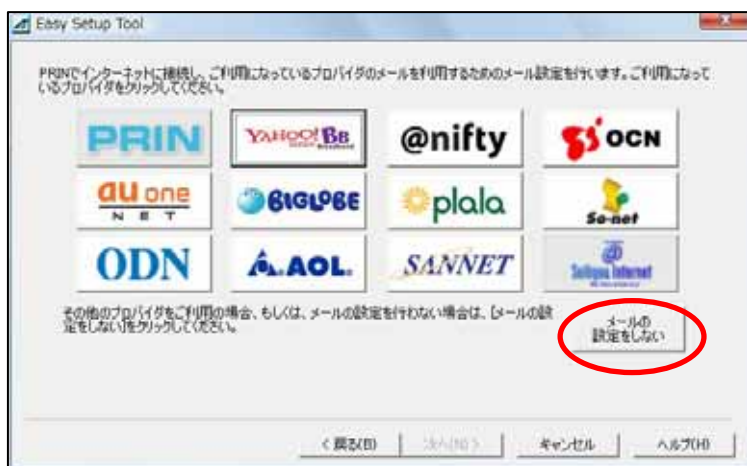 Easy Setup Tool
PRINでインターネットに接続し、ご利用になっているプロバイダのメールを利用するためのメール設定を行います。ご利用になって
いるプロバイダをクリックしてください。
PRIN
YAHOO! BB
@nifty
OCN
au one
NET
BIGLOBE
plala
So-net
ODN
AOL.
SANNET
Internet
その他のプロバイダをご利用の場合、もしくは、メールの設定を行わない場合は、[メールの設
定をしない]をクリックしてください。
メールの
設定をしない
< 戻る(B)
次へ(N) >
キャンセル
ヘルプ(H)